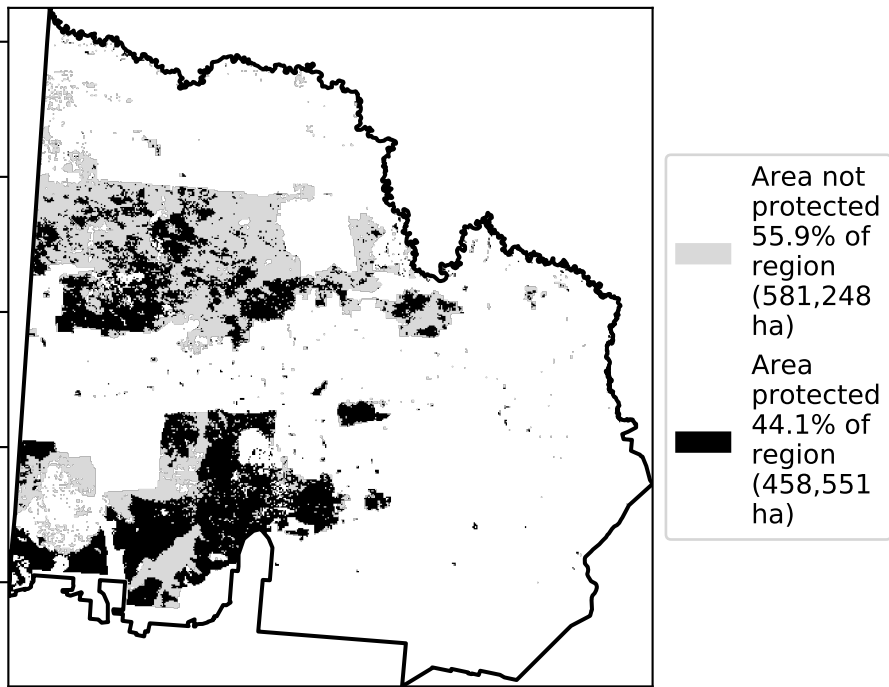 Area not
protected
55.9% of
region
(581,248
ha)
Area
protected
44.1% of
region
(458,551
ha)